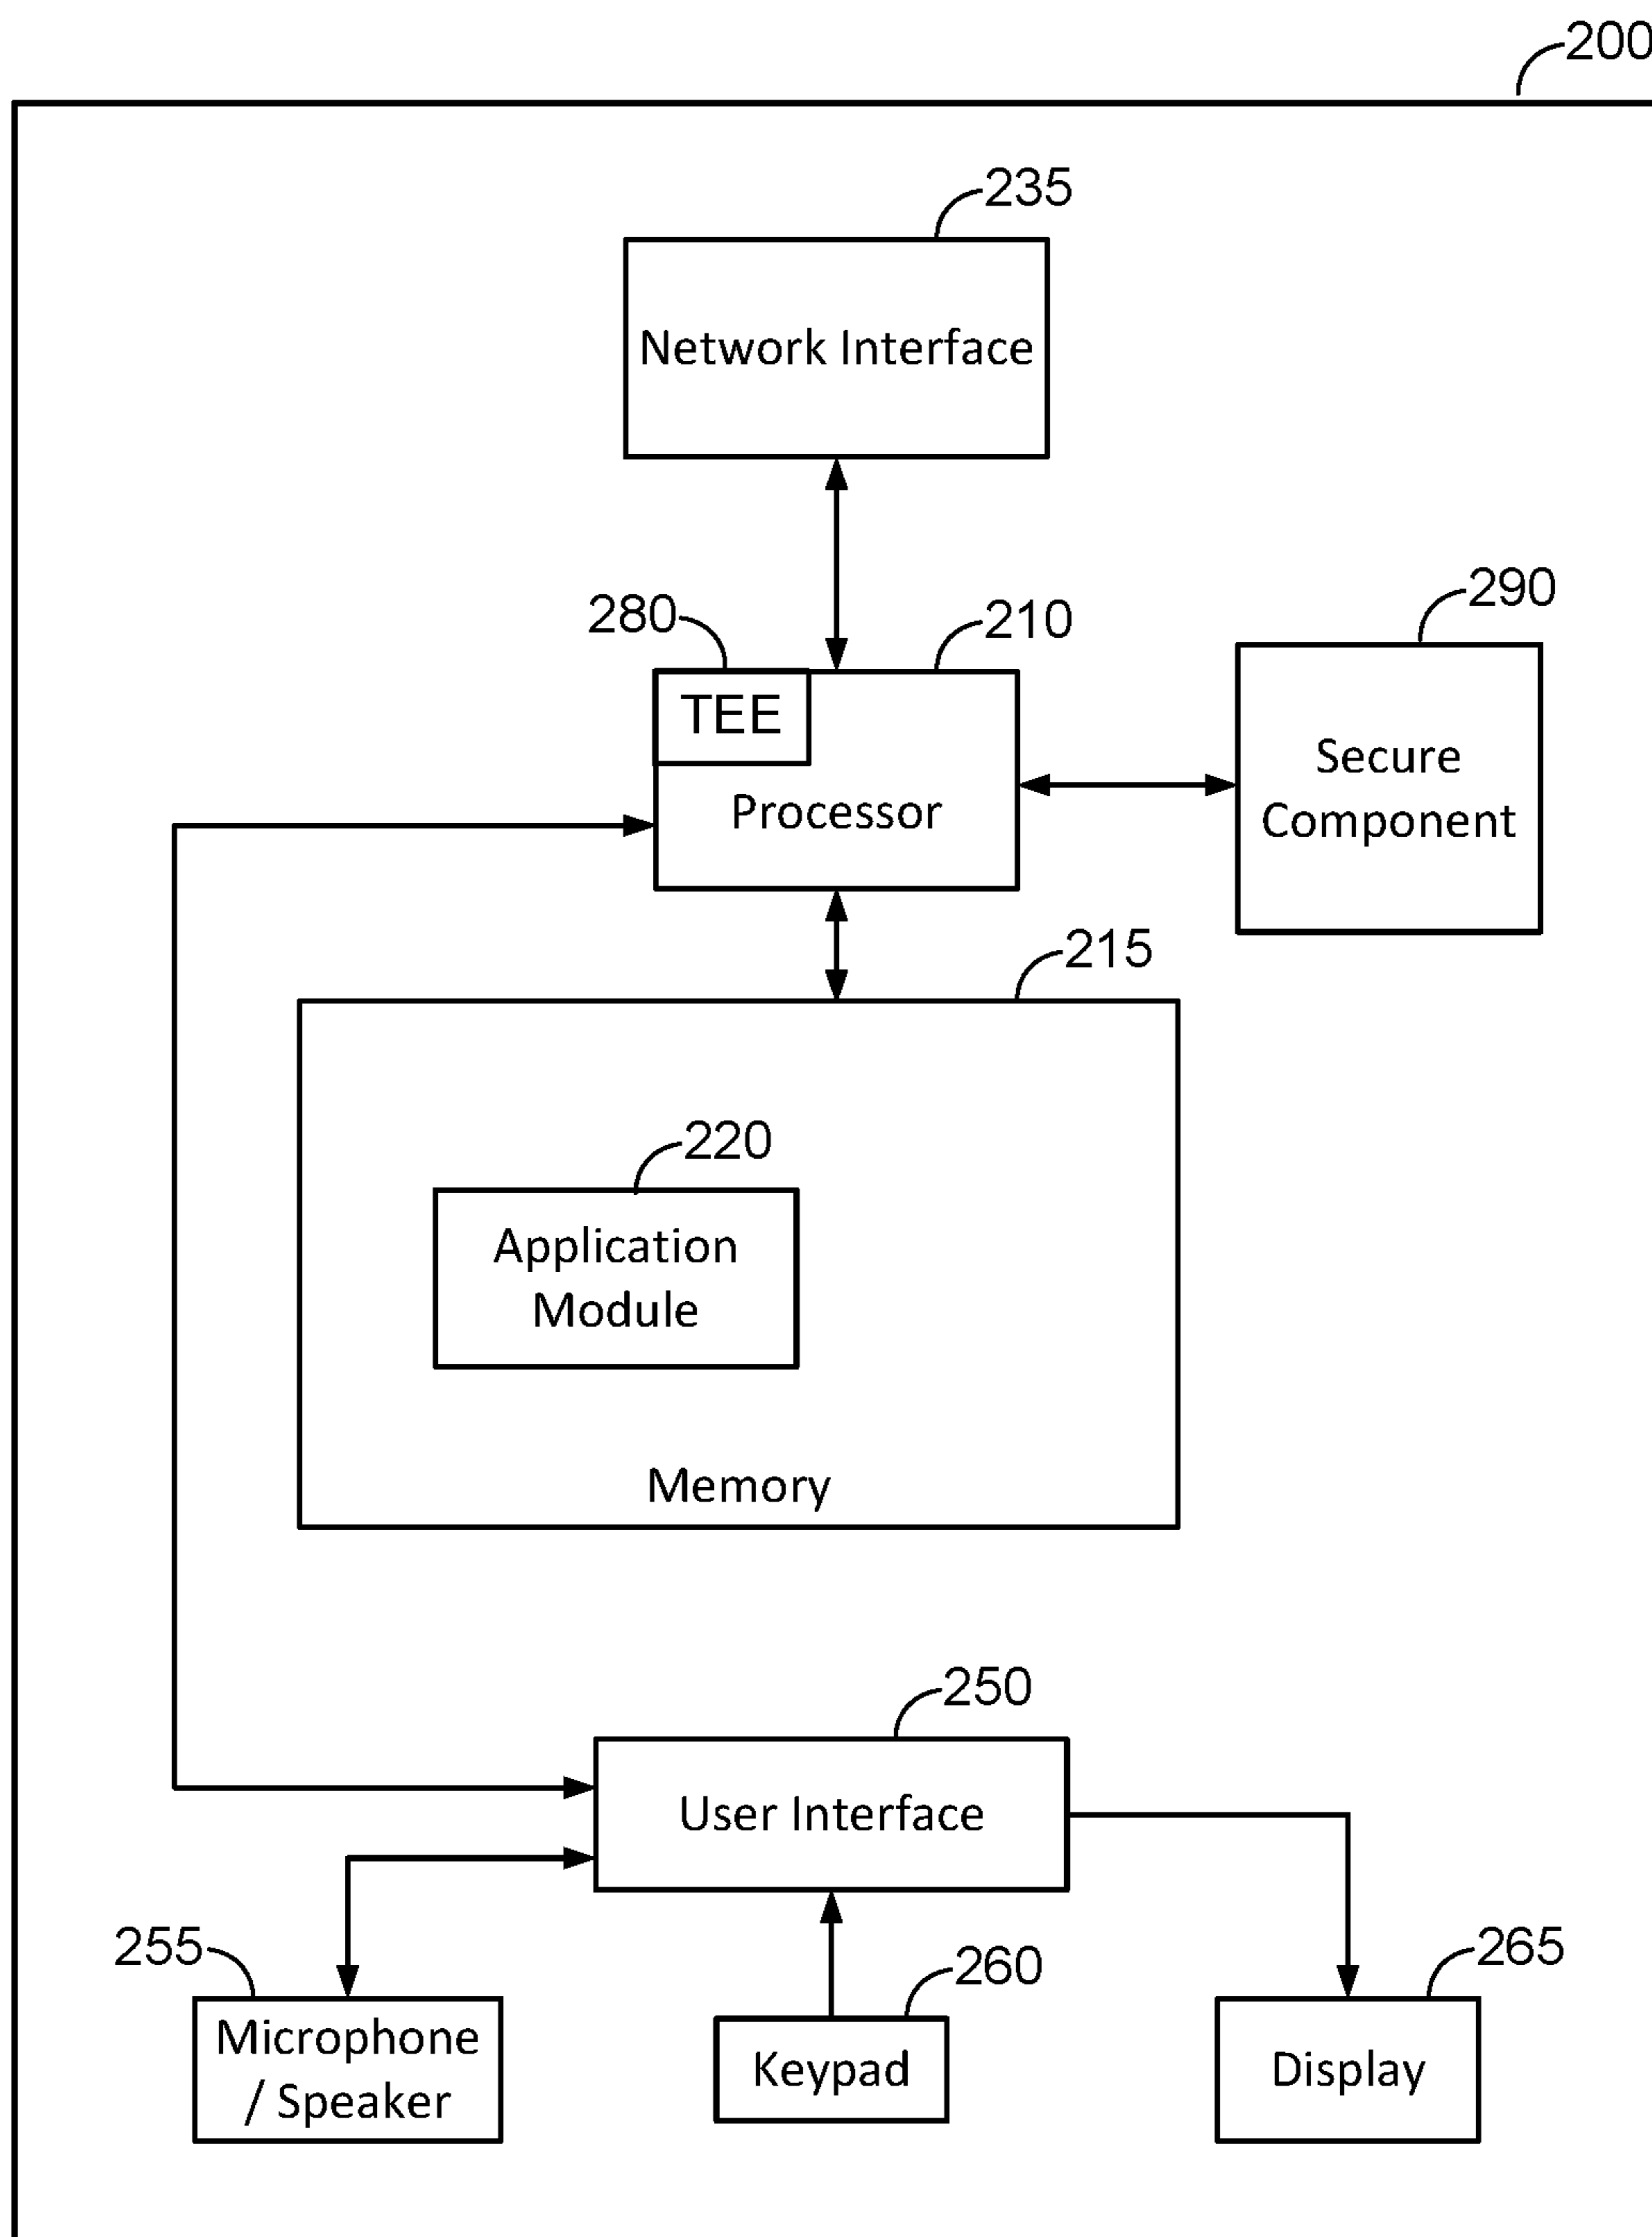 200
235
Network Interface
280
210
290
TEE
Processor
Secure
Component
215
220
Application
Module
Memory
250
User Interface
255
260
265
Microphone
/ Speaker
Keypad
Display